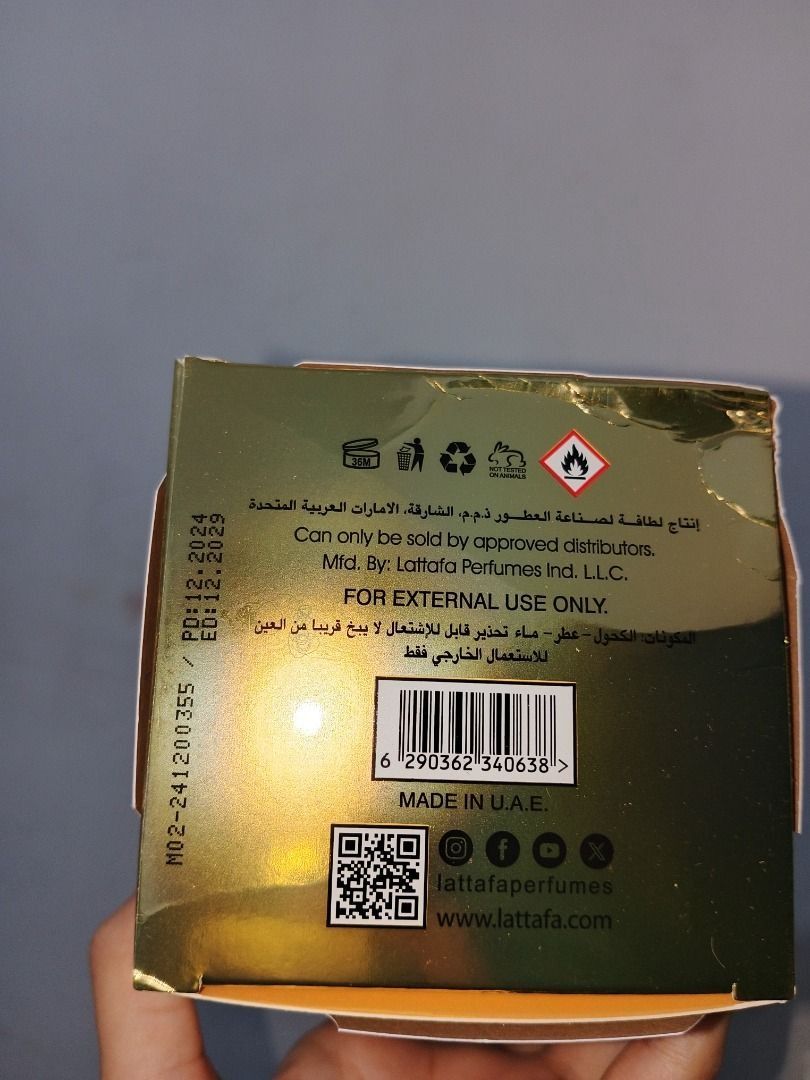 36M
NOT TESTED
ON ANIMALS
إنتاج لطافة لصناعة العطور ذ.م.م، الشارقة، الامارات العربية المتحدة
Can only be sold by approved distributors.
Mfd. By: Lattafa Perfumes Ind. L.L.C.
FOR EXTERNAL USE ONLY.
المكونات: الكحول - عطر - ماء تحذير قابل للإشتعال لا يبخ قريبا من العين
للاستعمال الخارجي فقط
6 290362 340638 >
MADE IN U.A.E.
lattafaperfumes
www.lattafa.com
M02-241200355 / PD:12.2024
ED:12.2029